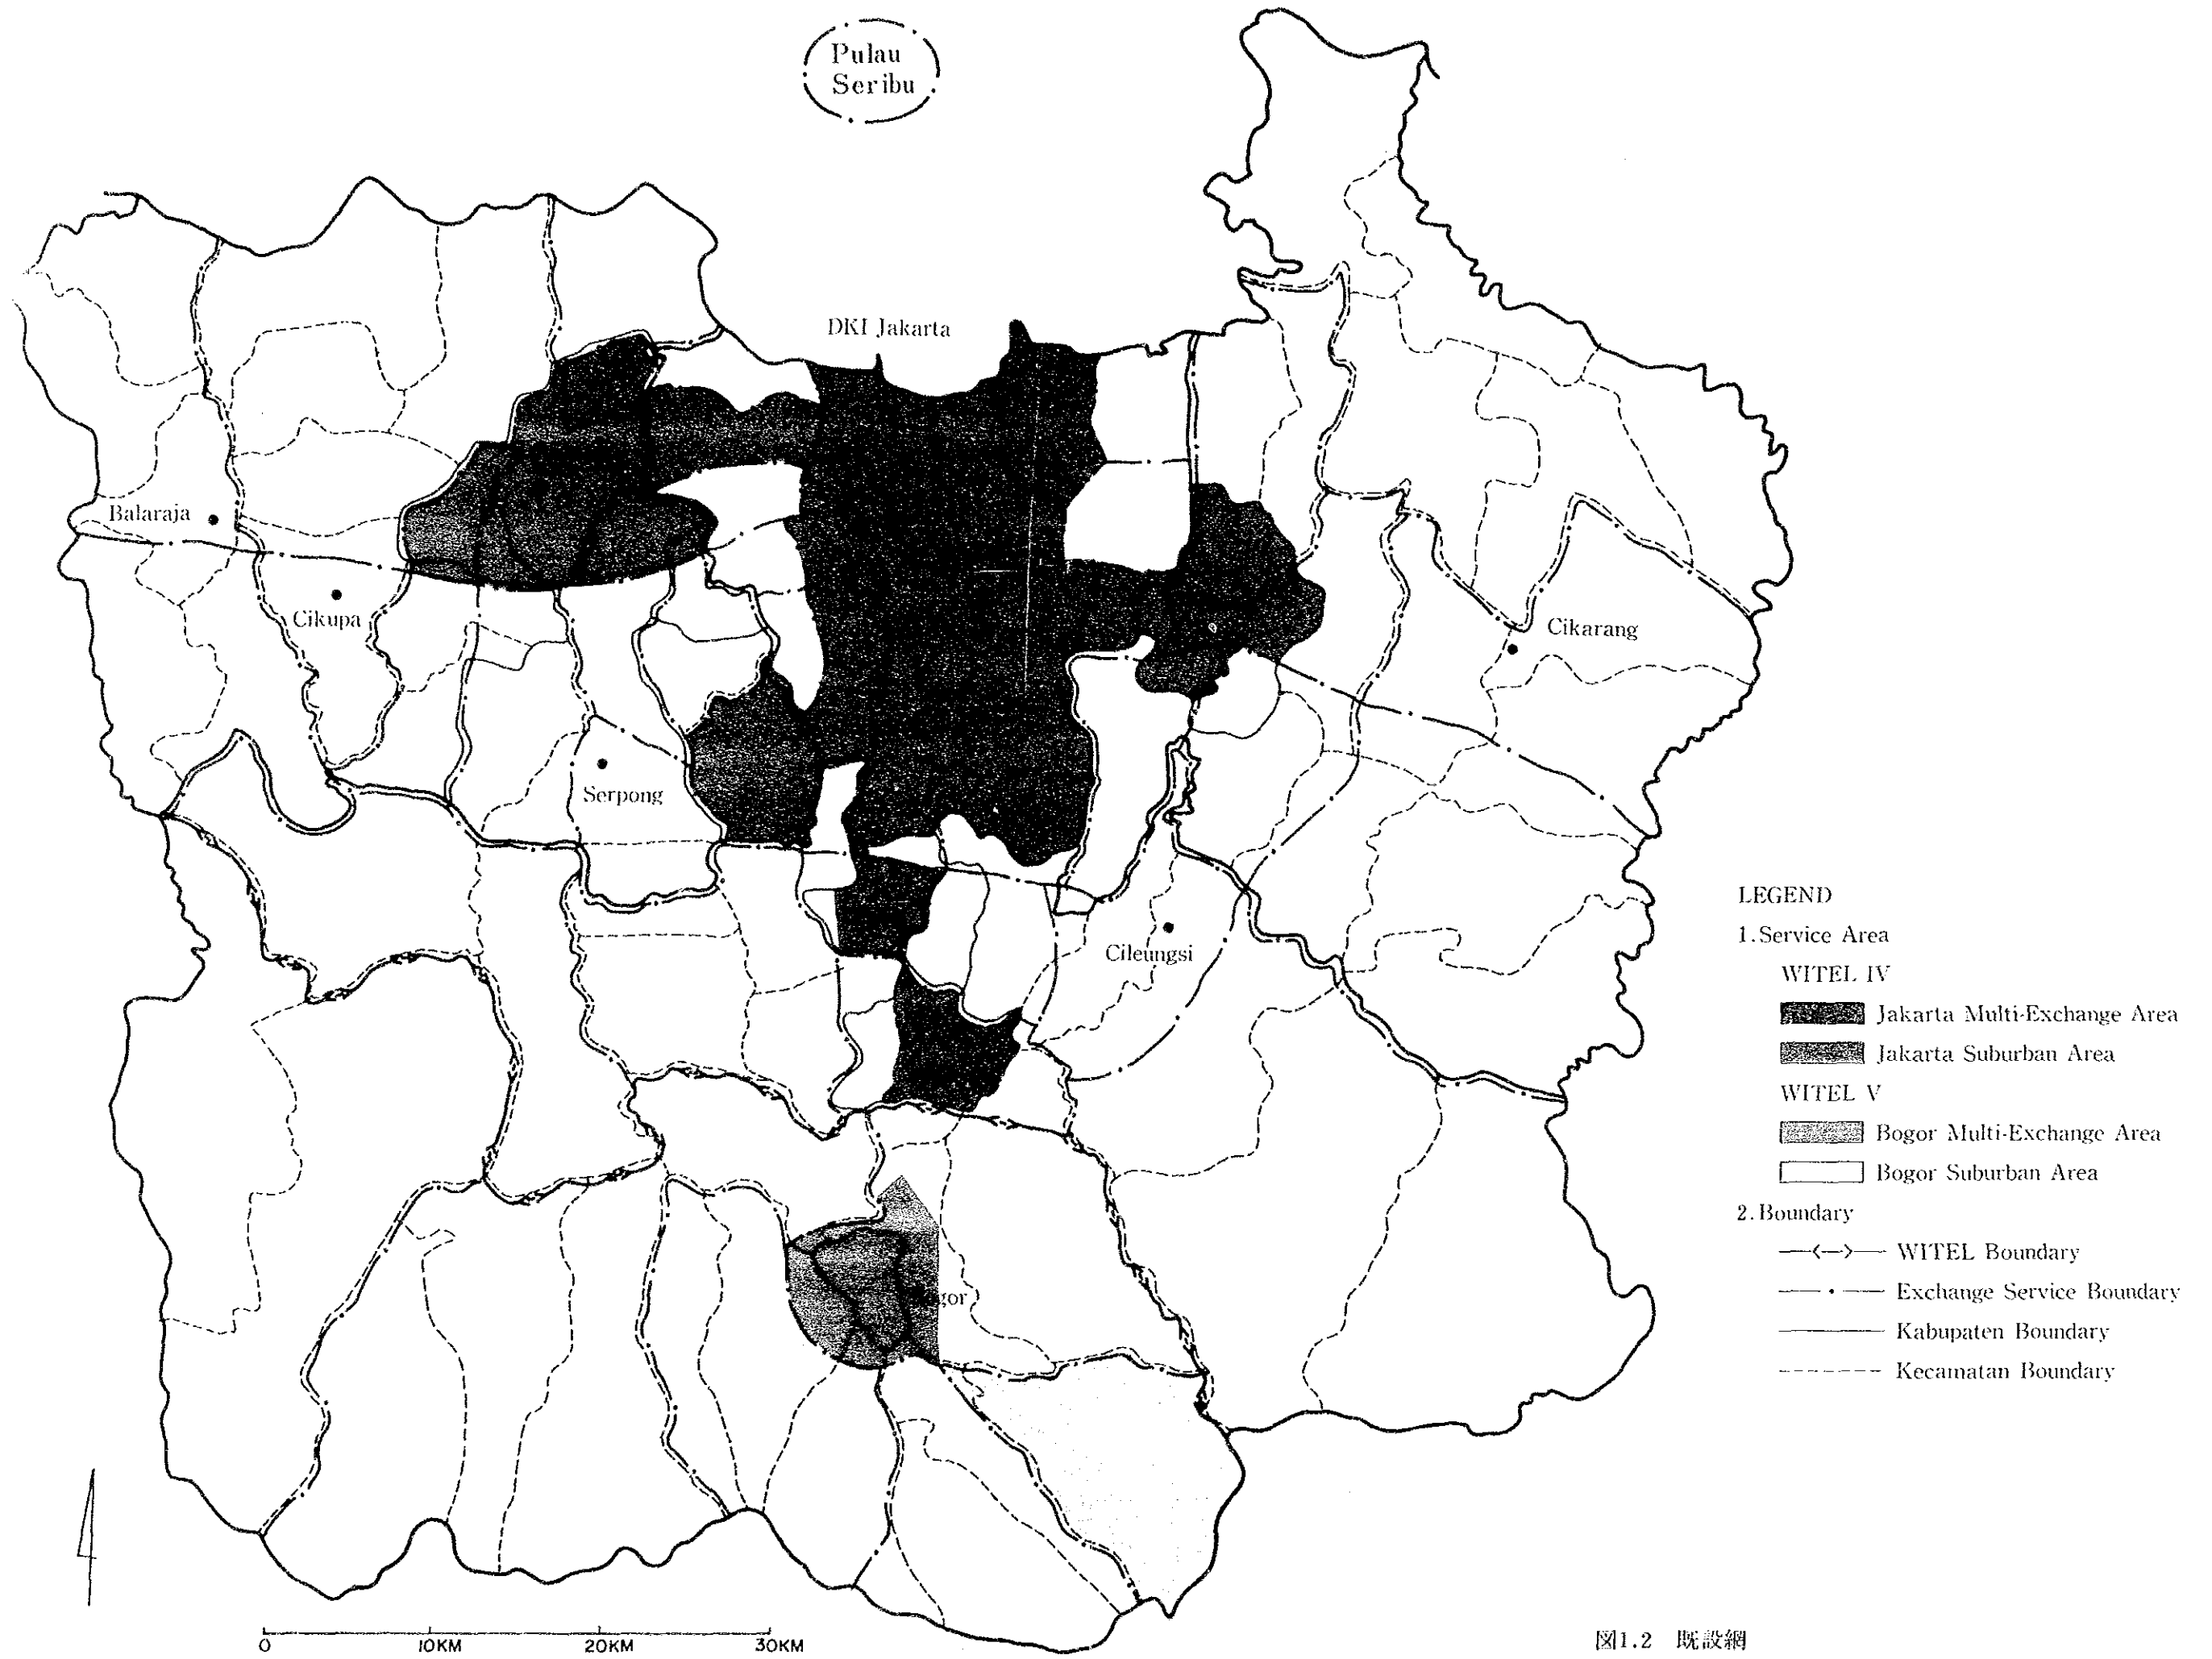 Pulau
Seribu
DKI Jakarta
Balaraja
Cikupa
Cikarang
Serpong
Cileungsi
LEGEND
1.Service Area
WITEL IV
Jakarta Multi-Exchange Area
Jakarta Suburban Area
WITEL V
Bogor Multi-Exchange Area
Bogor Suburban Area
2.Boundary
WITEL Boundary
Exchange Service Boundary
Kabupaten Boundary
Kecamatan Boundary
Bogor
0 10KM 20KM 30KM
図1.2 既設網